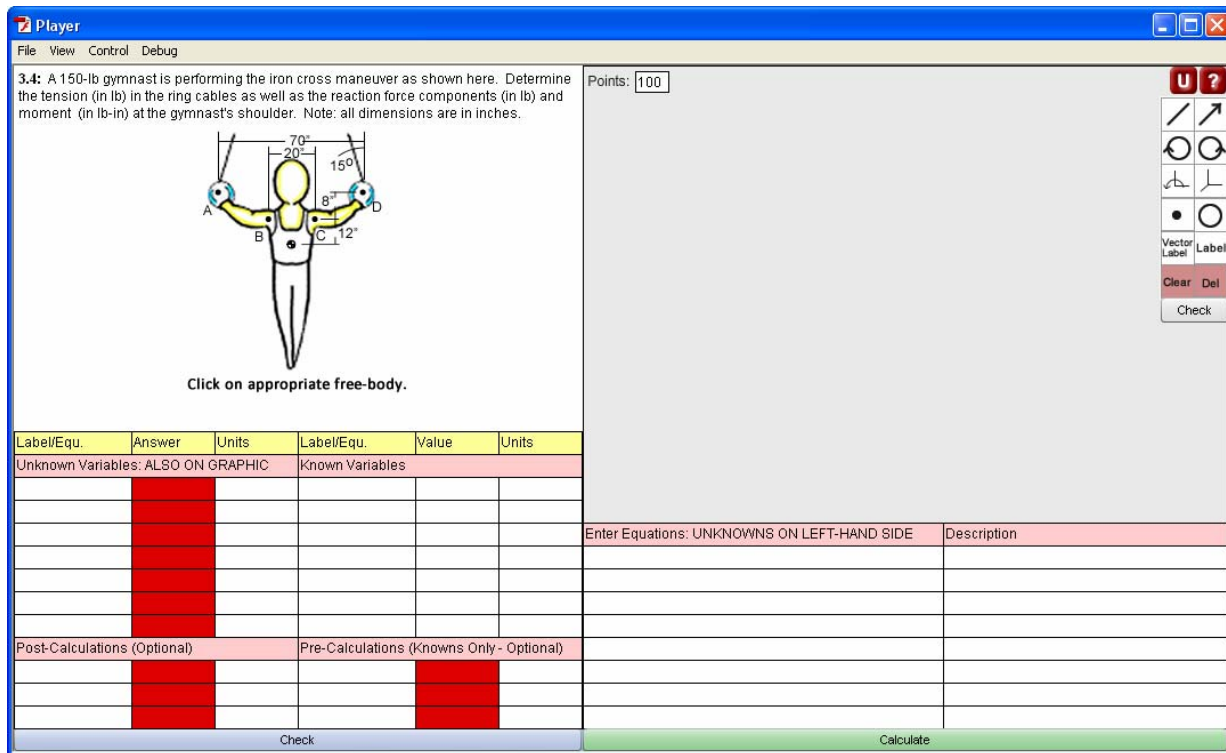 Player
File View Control Debug
3.4: A 150-lb gymnast is performing the iron cross maneuver as shown here. Determine
the tension (in lb) in the ring cables as well as the reaction force components (in lb) and
moment (in lb-in) at the gymnast's shoulder. Note: all dimensions are in inches.
70"
20"
15º
8"
A
D
B
C
12"
Click on appropriate free-body.
Points: 100
U ?
Vector Label
Label
Clear Del
Check
Label/Equ. Answer Units Label/Equ. Value Units
Unknown Variables: ALSO ON GRAPHIC Known Variables
Enter Equations: UNKNOWNS ON LEFT-HAND SIDE Description
Post-Calculations (Optional) Pre-Calculations (Knowns Only - Optional)
Check
Calculate